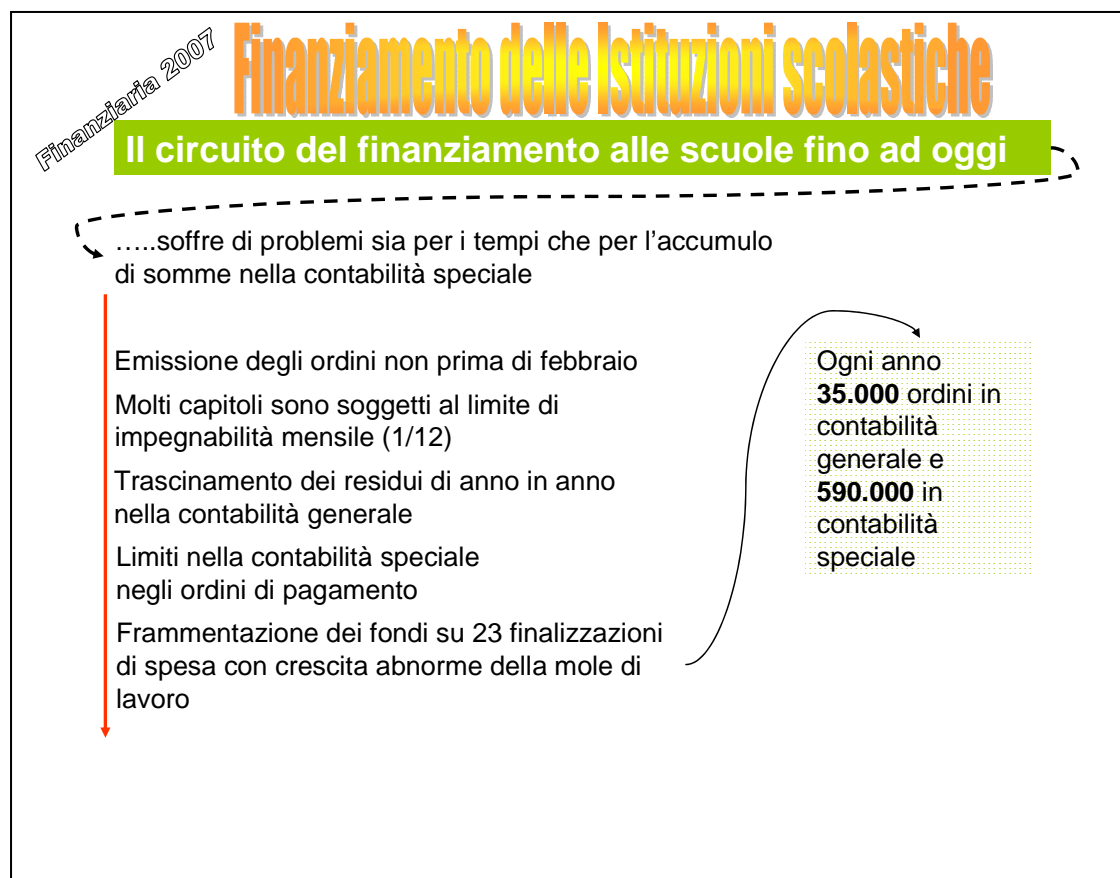 Finanziaria 2007
Finanziamento delle Istituzioni scolastiche
Il circuito del finanziamento alle scuole fino ad oggi
…..soffre di problemi sia per i tempi che per l'accumulo
di somme nella contabilità speciale
Emissione degli ordini non prima di febbraio
Molti capitoli sono soggetti al limite di
impegnabilità mensile (1/12)
Trascinamento dei residui di anno in anno
nella contabilità generale
Limiti nella contabilità speciale
negli ordini di pagamento
Frammentazione dei fondi su 23 finalizzazioni
di spesa con crescita abnorme della mole di
lavoro
Ogni anno
35.000 ordini in
contabilità
generale e
590.000 in
contabilità
speciale